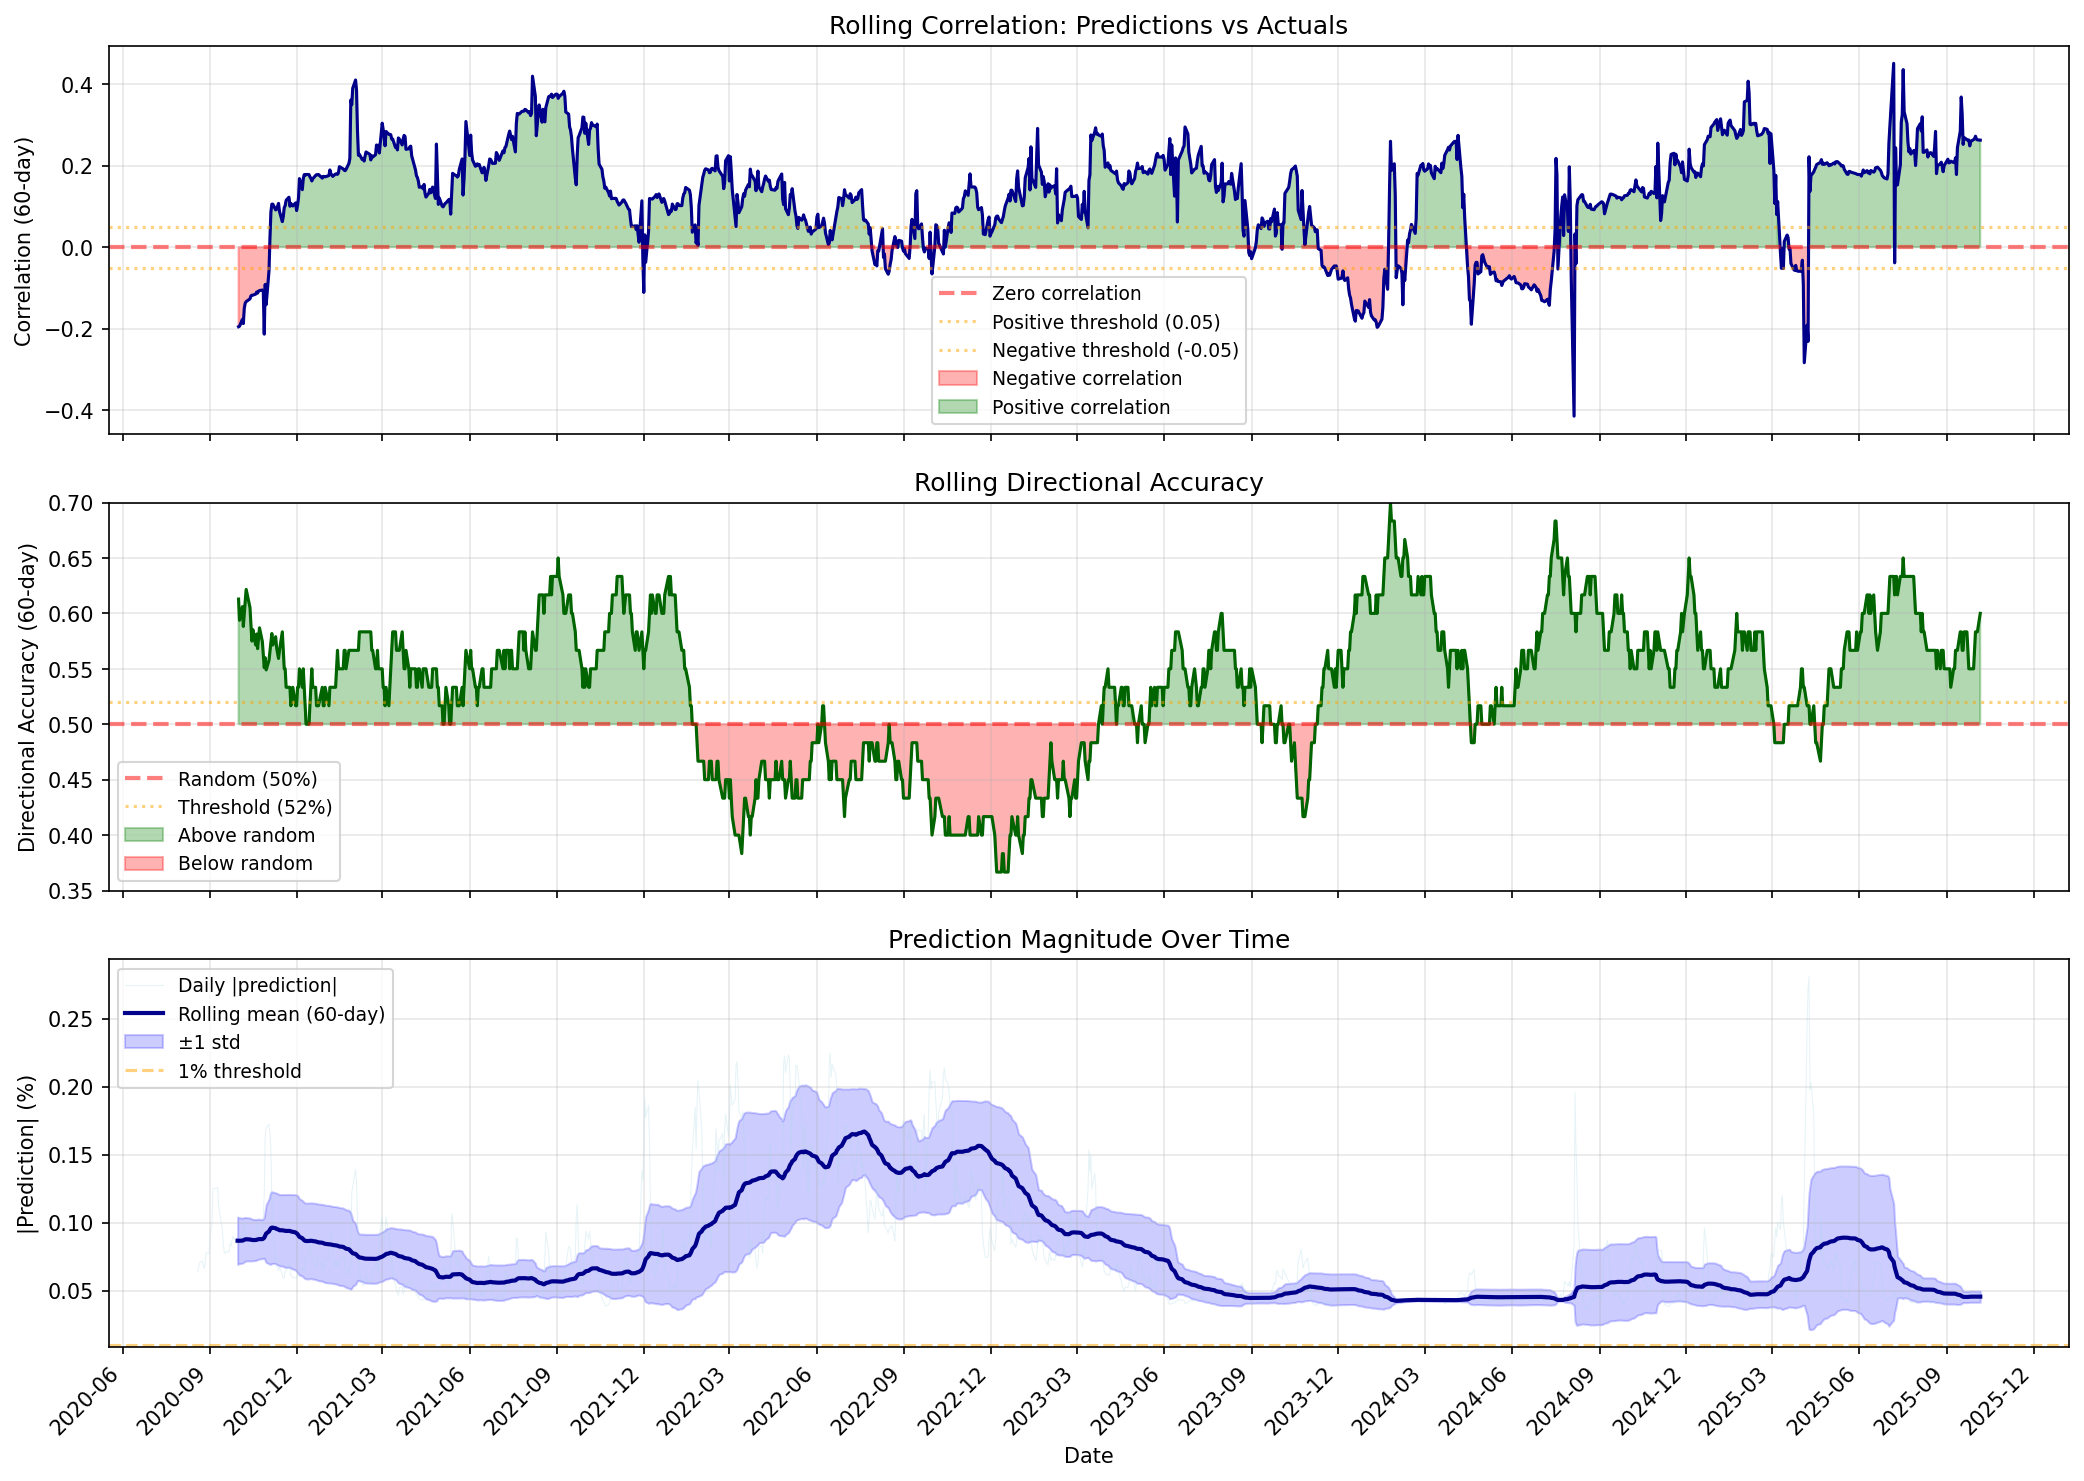 Rolling Correlation: Predictions vs Actuals
Correlation (60-day)
0.4
0.2
0.0
−0.2
−0.4
Zero correlation
Positive threshold (0.05)
Negative threshold (-0.05)
Negative correlation
Positive correlation
Rolling Directional Accuracy
Directional Accuracy (60-day)
0.70
0.65
0.60
0.55
0.50
0.45
0.40
0.35
Random (50%)
Threshold (52%)
Above random
Below random
Prediction Magnitude Over Time
|Prediction| (%)
0.25
0.20
0.15
0.10
0.05
Daily |prediction|
Rolling mean (60-day)
±1 std
1% threshold
2020-06
2020-09
2020-12
2021-03
2021-06
2021-09
2021-12
2022-03
2022-06
2022-09
2022-12
2023-03
2023-06
2023-09
2023-12
2024-03
2024-06
2024-09
2024-12
2025-03
2025-06
2025-09
2025-12
Date